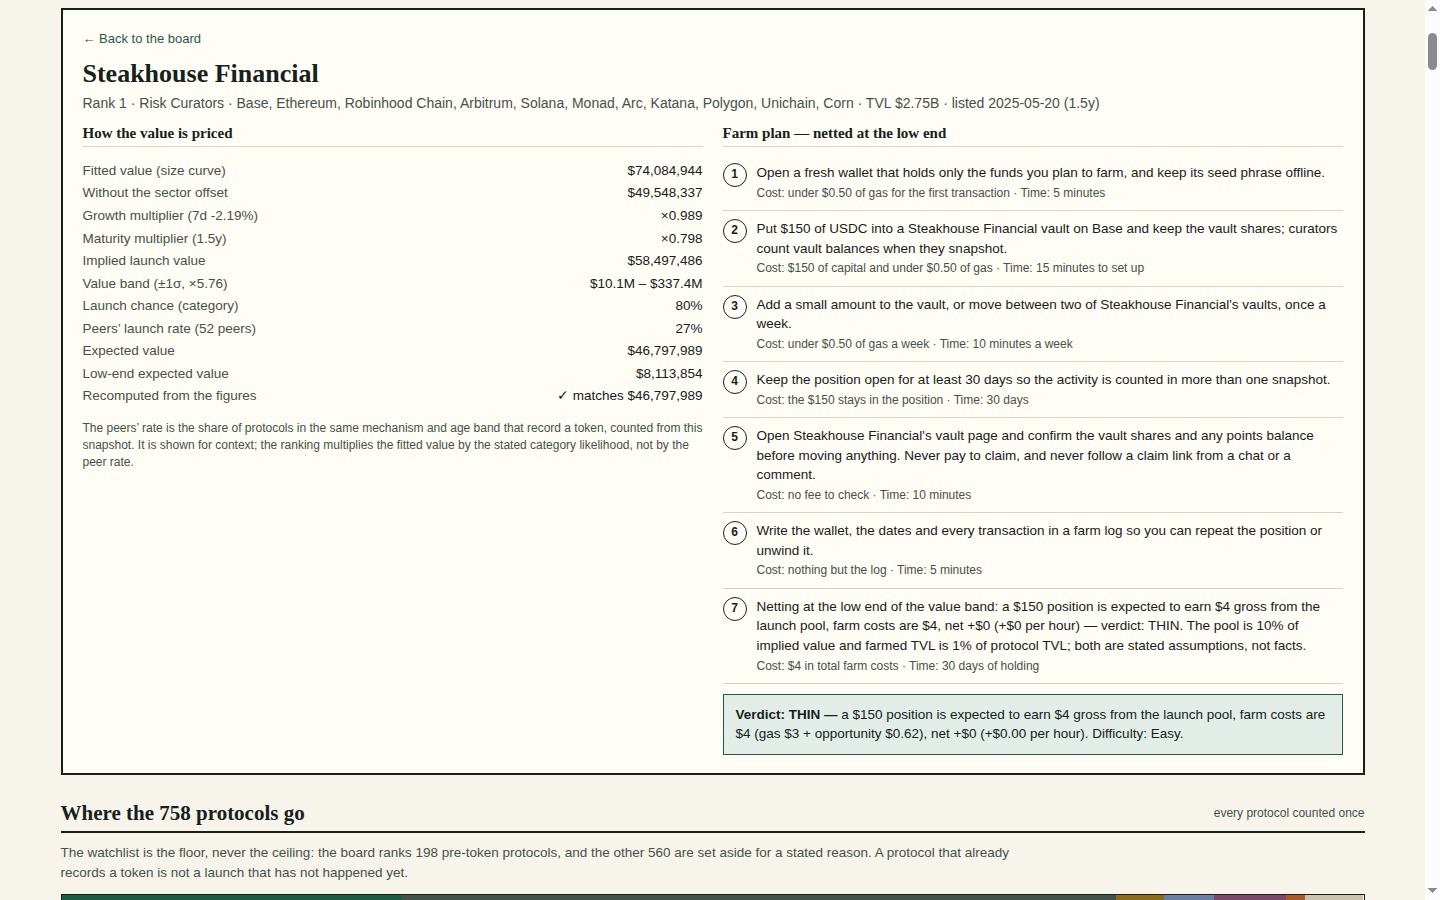 ← Back to the board
Steakhouse Financial
Rank 1 · Risk Curators · Base, Ethereum, Robinhood Chain, Arbitrum, Solana, Monad, Arc, Katana, Polygon, Unichain, Corn · TVL $2.75B · listed 2025-05-20 (1.5y)
How the value is priced
Fitted value (size curve) $74,084,944
Without the sector offset $49,548,337
Growth multiplier (7d -2.19%) ×0.989
Maturity multiplier (1.5y) ×0.798
Implied launch value $58,497,486
Value band (±1σ, ×5.76) $10.1M – $337.4M
Launch chance (category) 80%
Peers’ launch rate (52 peers) 27%
Expected value $46,797,989
Low-end expected value $8,113,854
Recomputed from the figures ✓ matches $46,797,989
The peers’ rate is the share of protocols in the same mechanism and age band that record a token, counted from this
snapshot. It is shown for context; the ranking multiplies the fitted value by the stated category likelihood, not by the
peer rate.
Farm plan — netted at the low end
1 Open a fresh wallet that holds only the funds you plan to farm, and keep its seed phrase offline.
Cost: under $0.50 of gas for the first transaction · Time: 5 minutes
2 Put $150 of USDC into a Steakhouse Financial vault on Base and keep the vault shares; curators
count vault balances when they snapshot.
Cost: $150 of capital and under $0.50 of gas · Time: 15 minutes to set up
3 Add a small amount to the vault, or move between two of Steakhouse Financial's vaults, once a
week.
Cost: under $0.50 of gas a week · Time: 10 minutes a week
4 Keep the position open for at least 30 days so the activity is counted in more than one snapshot.
Cost: the $150 stays in the position · Time: 30 days
5 Open Steakhouse Financial's vault page and confirm the vault shares and any points balance
before moving anything. Never pay to claim, and never follow a claim link from a chat or a
comment.
Cost: no fee to check · Time: 10 minutes
6 Write the wallet, the dates and every transaction in a farm log so you can repeat the position or
unwind it.
Cost: nothing but the log · Time: 5 minutes
7 Netting at the low end of the value band: a $150 position is expected to earn $4 gross from the
launch pool, farm costs are $4, net +$0 (+$0 per hour) — verdict: THIN. The pool is 10% of
implied value and farmed TVL is 1% of protocol TVL; both are stated assumptions, not facts.
Cost: $4 in total farm costs · Time: 30 days of holding
Verdict: THIN — a $150 position is expected to earn $4 gross from the launch pool, farm costs are
$4 (gas $3 + opportunity $0.62), net +$0 (+$0.00 per hour). Difficulty: Easy.
Where the 758 protocols go
every protocol counted once
The watchlist is the floor, never the ceiling: the board ranks 198 pre-token protocols, and the other 560 are set aside for a stated reason. A protocol that already
records a token is not a launch that has not happened yet.